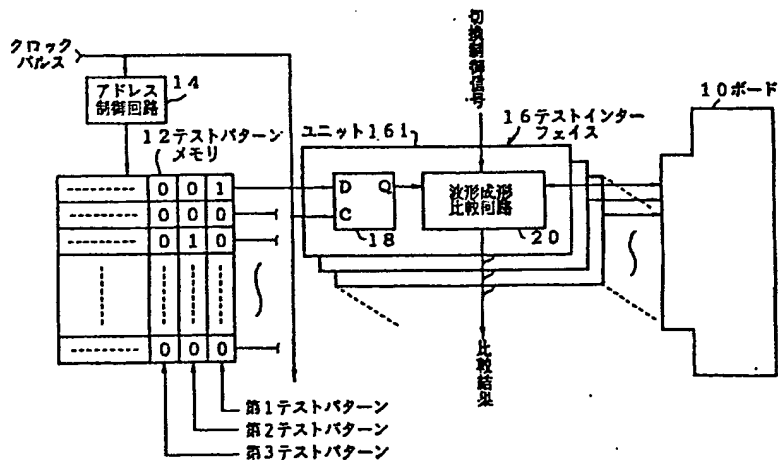 クロック
パルス
アドレス
制御回路
14
12テストパターン
メモリ
切換制御信号
ユニット161
16テストインター
フェイス
10ボード
--------- 0 0 1
--------- 0 0 0
--------- 0 1 0
--------- 0 0 0
D Q
C
18
波形成形
比較回路
20
比較結果
第1テストパターン
第2テストパターン
第3テストパターン